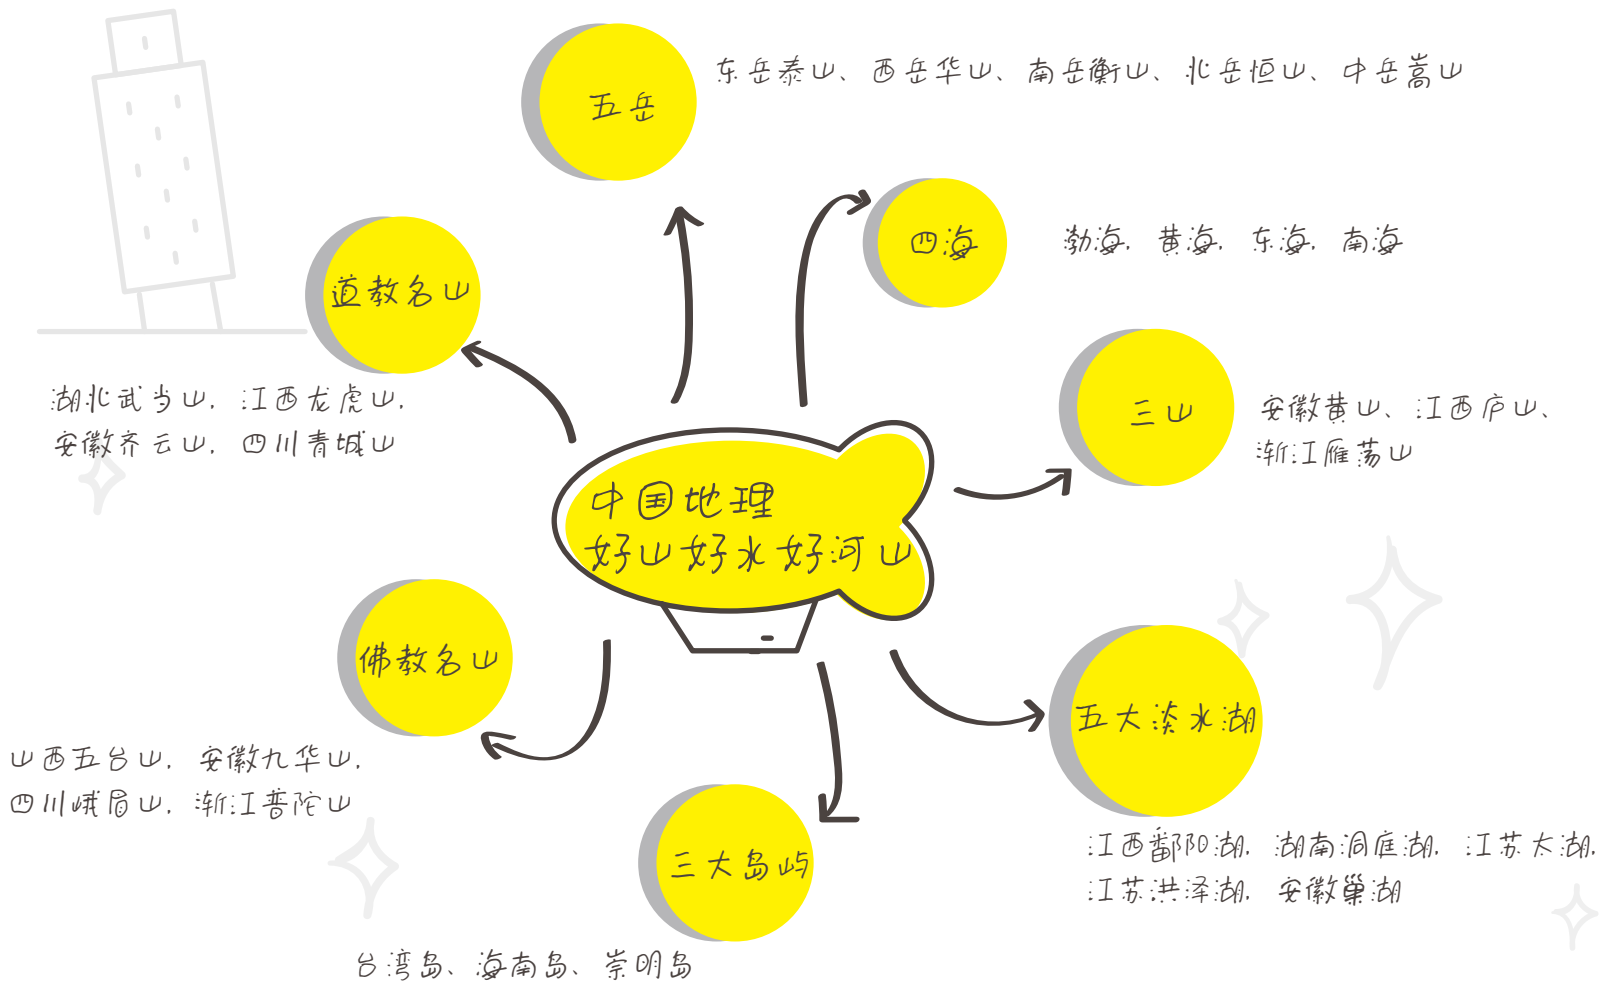 五岳
东岳泰山、西岳华山、南岳衡山、北岳恒山、中岳嵩山
四海
渤海，黄海，东海，南海
道教名山
湖北武当山，江西龙虎山，
安徽齐云山，四川青城山
三山
安徽黄山、江西庐山、
浙江雁荡山
中国地理
好山好水好河山
佛教名山
山西五台山，安徽九华山，
四川峨眉山，浙江普陀山
五大淡水湖
江西鄱阳湖，湖南洞庭湖，江苏太湖，
江苏洪泽湖，安徽巢湖
三大岛屿
台湾岛、海南岛、崇明岛